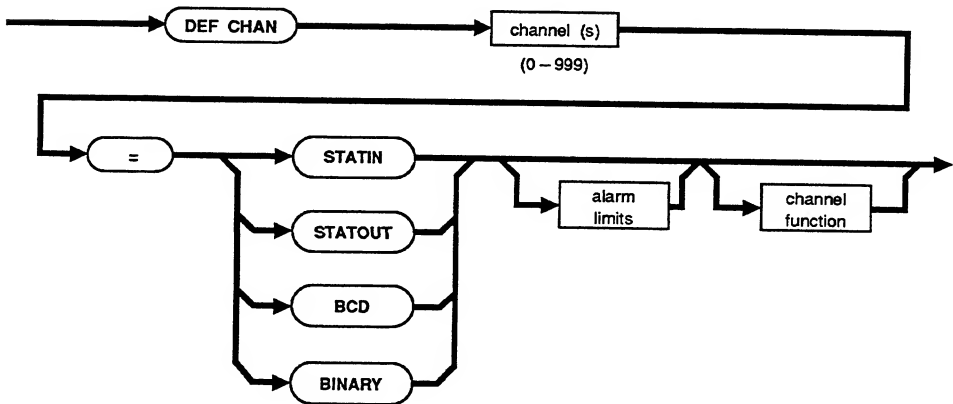 DEF CHAN
channel (s)
(0 – 999)
=
STATIN
alarm
limits
channel
function
STATOUT
BCD
BINARY